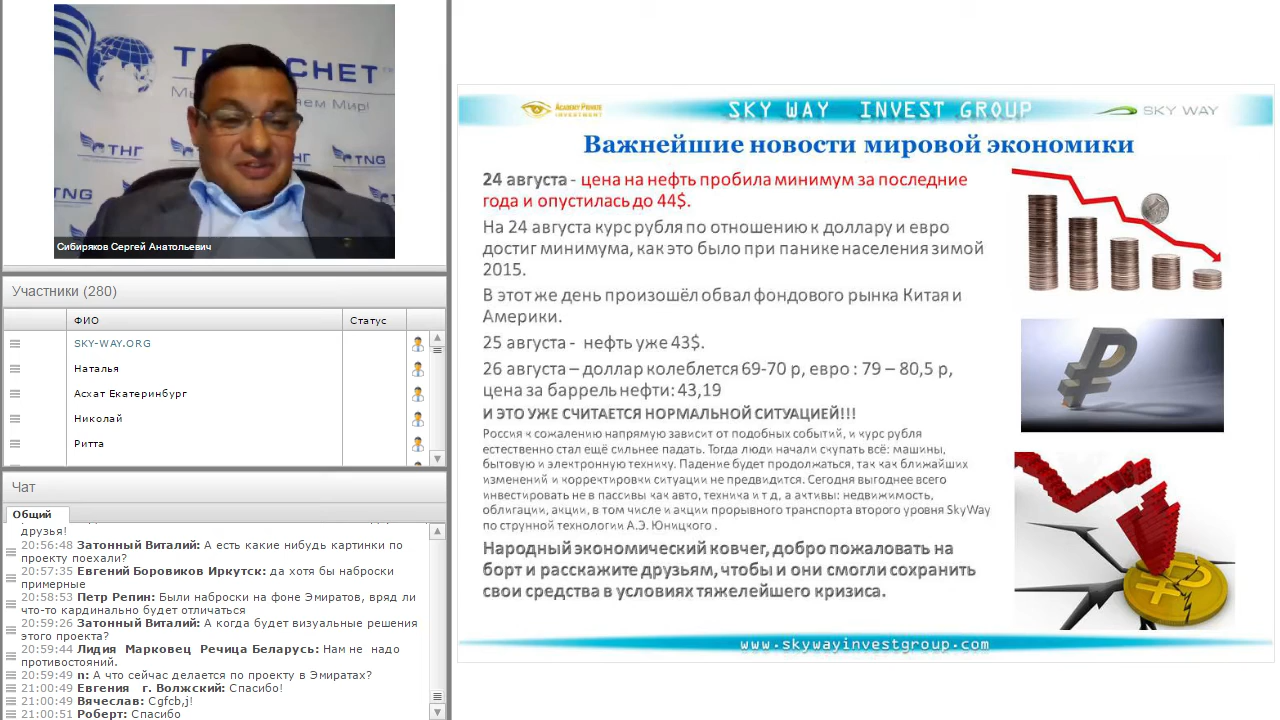 ТНГ
TNG
TNG
Сибиряков Сергей Анатольевич
Участники (280)
ФИО
Статус
SKY-WAY.ORG
Наталья
Асхат Екатеринбург
Николай
Ритта
Чат
Общий
друзья!
20:56:48 Затонный Виталий: А есть какие нибудь картинки по
проекту поехали?
20:57:35 Евгений Боровиков Иркутск: да хотя бы наброски
примерные
20:58:53 Петр Репин: Были наброски на фоне Эмиратов, вряд ли
что-то кардинально будет отличаться
20:59:26 Затонный Виталий: А когда будет визуальные решения
этого проекта?
20:59:44 Лидия Марковец Речица Беларусь: Нам не надо
противостояний.
20:59:49 n: А что сейчас делается по проекту в Эмиратах?
21:00:49 Евгения г. Волжский: Спасибо!
21:00:49 Вячеслав: Cgfcb,j!
21:00:51 Роберт: Спасибо
ACADEMY PRIVATE
INVESTMENT
SKY WAY INVEST GROUP
SKY WAY
Важнейшие новости мировой экономики
24 августа - цена на нефть пробила минимум за последние
года и опустилась до 44$.
На 24 августа курс рубля по отношению к доллару и евро
достиг минимума, как это было при панике населения зимой
2015.
В этот же день произошёл обвал фондового рынка Китая и
Америки.
25 августа - нефть уже 43$.
26 августа – доллар колеблется 69-70 р, евро : 79 – 80,5 р,
цена за баррель нефти: 43,19
И ЭТО УЖЕ СЧИТАЕТСЯ НОРМАЛЬНОЙ СИТУАЦИЕЙ!!!
Россия к сожалению напрямую зависит от подобных событий, и курс рубля
естественно стал ещё сильнее падать. Тогда люди начали скупать всё: машины,
бытовую и электронную технику. Падение будет продолжаться, так как ближайших
изменений и корректировки ситуации не предвидится. Сегодня выгоднее всего
инвестировать не в пассивы как авто, техника и т д, а активы: недвижимость,
облигации, акции, в том числе и акции прорывного транспорта второго уровня SkyWay
по струнной технологии А.Э. Юницкого .
Народный экономический ковчег, добро пожаловать на
борт и расскажите друзьям, чтобы и они смогли сохранить
свои средства в условиях тяжелейшего кризиса.
www.skywayinvestgroup.com